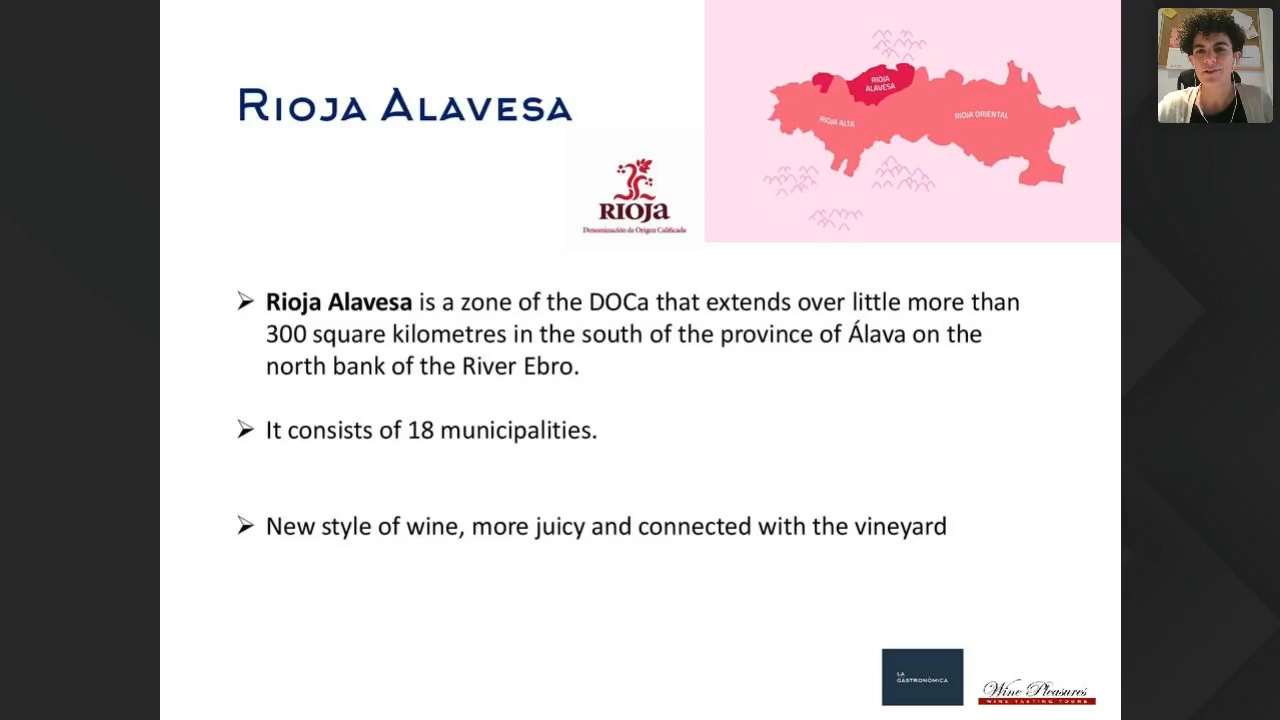 RIOJA ALAVESA
RIOJA
ALAVESA
RIOJA ALTA
RIOJA ORIENTAL
RIOJa
Denominación de Origen Calificada
➢ Rioja Alavesa is a zone of the DOCa that extends over little more than
300 square kilometres in the south of the province of Álava on the
north bank of the River Ebro.
➢ It consists of 18 municipalities.
➢ New style of wine, more juicy and connected with the vineyard
LA
GASTRONÒMICA
Wine Pleasures
WINE TASTING TOURS